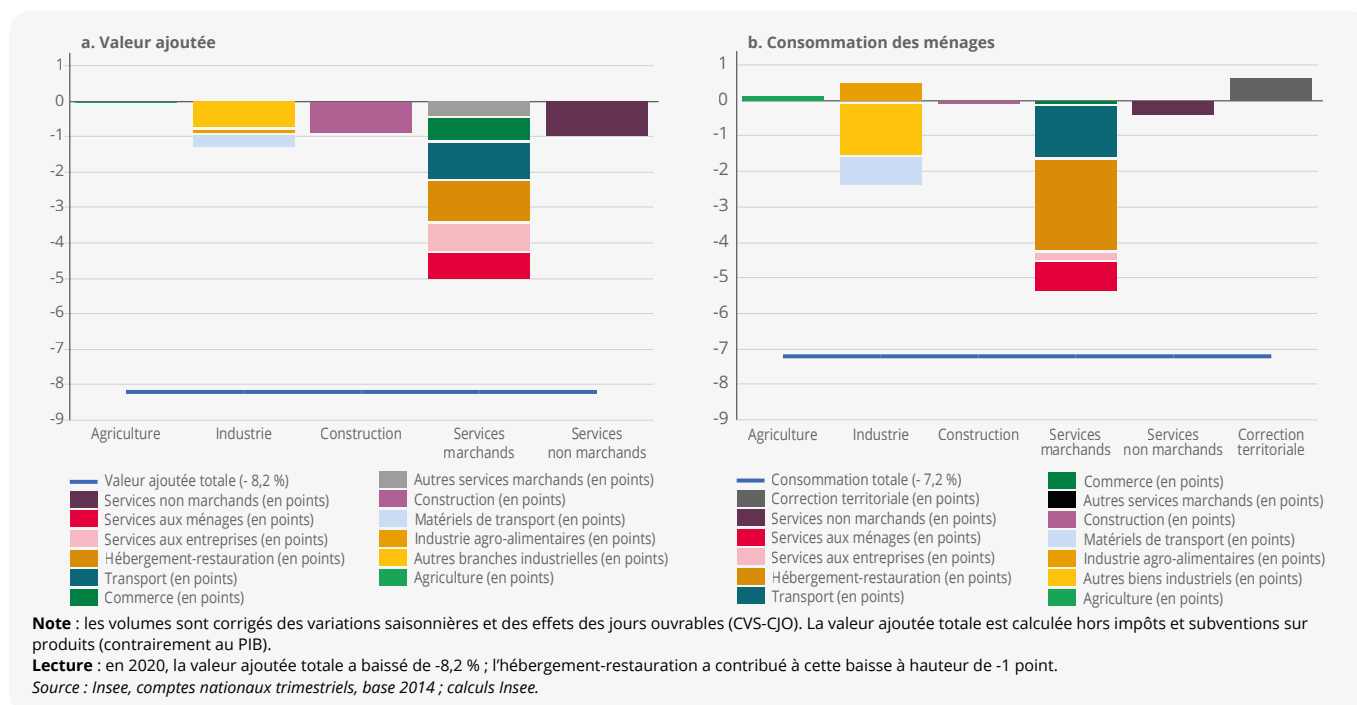 a. Valeur ajoutée
1
0
-1
-2
-3
-4
-5
-6
-7
-8
-9
Agriculture
Industrie
Construction
Services
marchands
Services
non marchands
Valeur ajoutée totale (- 8,2 %)
Services non marchands (en points)
Services aux ménages (en points)
Services aux entreprises (en points)
Hébergement-restauration (en points)
Transport (en points)
Commerce (en points)
Autres services marchands (en points)
Construction (en points)
Matériels de transport (en points)
Industrie agro-alimentaires (en points)
Autres branches industrielles (en points)
Agriculture (en points)
b. Consommation des ménages
1
0
-1
-2
-3
-4
-5
-6
-7
-8
-9
Agriculture
Industrie
Construction
Services
marchands
Services
non marchands
Correction
territoriale
Consommation totale (- 7,2 %)
Correction territoriale (en points)
Services non marchands (en points)
Services aux ménages (en points)
Services aux entreprises (en points)
Hébergement-restauration (en points)
Transport (en points)
Commerce (en points)
Autres services marchands (en points)
Construction (en points)
Matériels de transport (en points)
Industrie agro-alimentaires (en points)
Autres biens industriels (en points)
Agriculture (en points)
Note : les volumes sont corrigés des variations saisonnières et des effets des jours ouvrables (CVS-CJO). La valeur ajoutée totale est calculée hors impôts et subventions sur
produits (contrairement au PIB).
Lecture : en 2020, la valeur ajoutée totale a baissé de -8,2 % ; l’hébergement-restauration a contribué à cette baisse à hauteur de -1 point.
Source : Insee, comptes nationaux trimestriels, base 2014 ; calculs Insee.